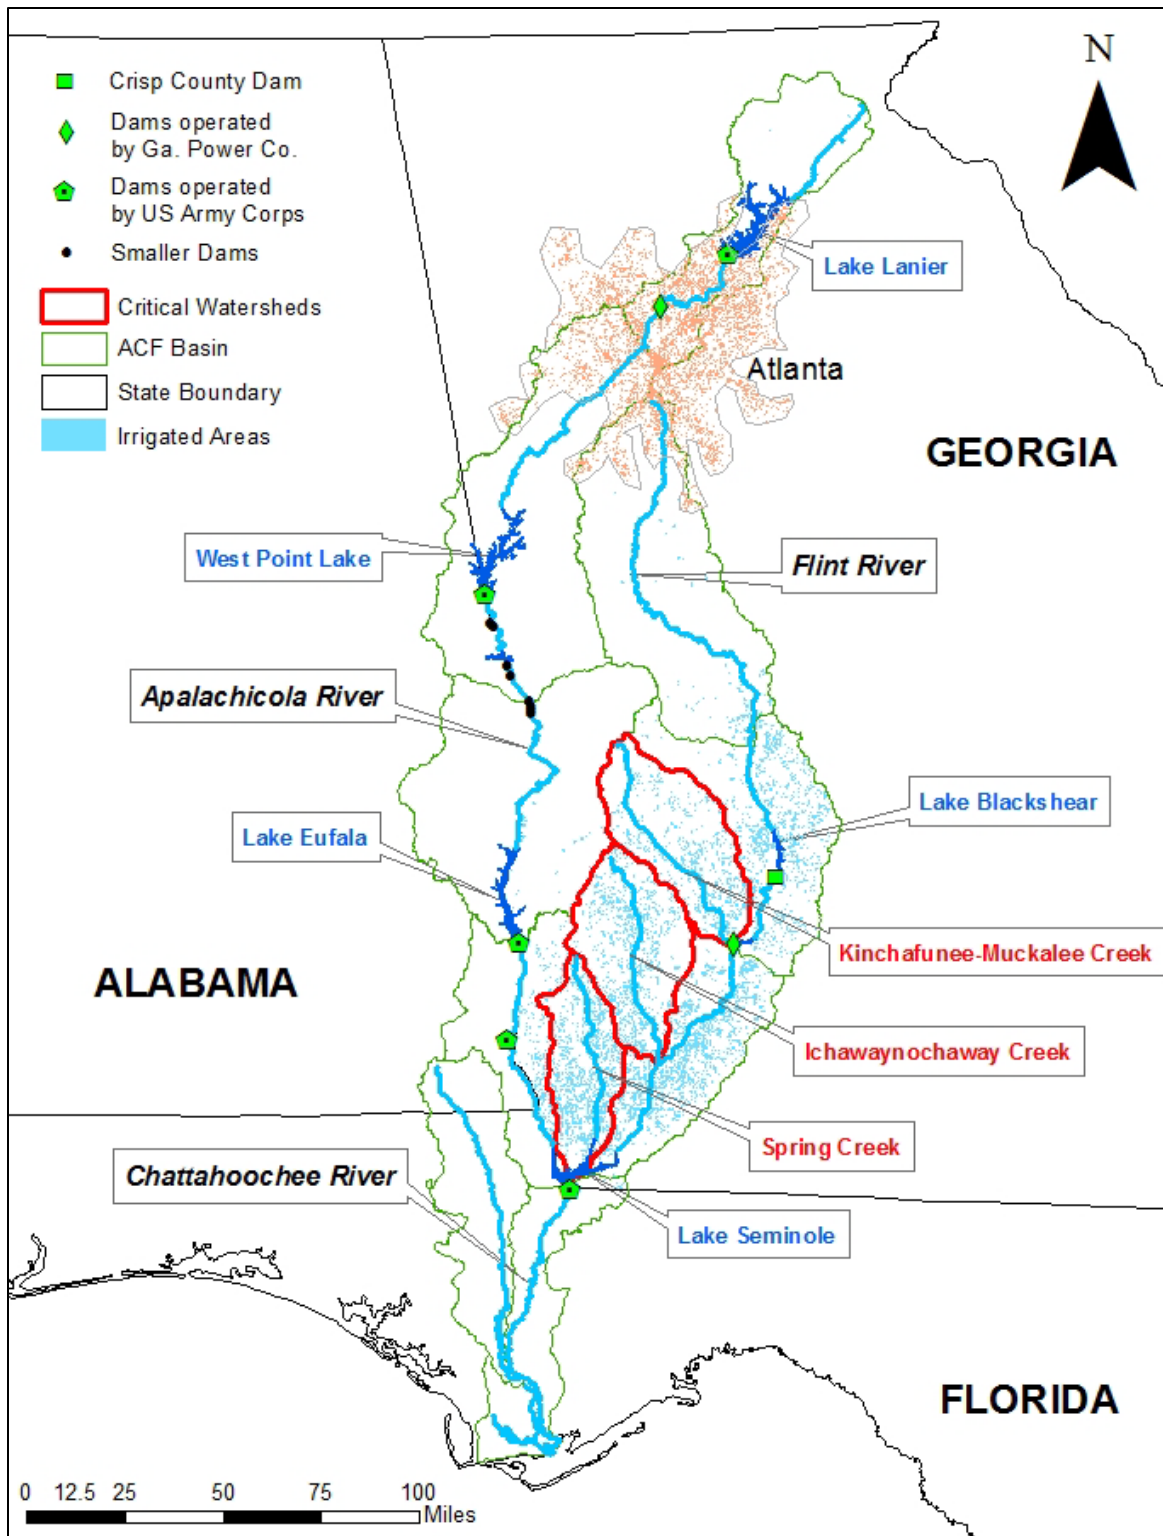 N
Crisp County Dam
Dams operated
by Ga. Power Co.
Dams operated
by US Army Corps
Smaller Dams
Critical Watersheds
ACF Basin
State Boundary
Irrigated Areas
Lake Lanier
Atlanta
GEORGIA
West Point Lake
Flint River
Apalachicola River
Lake Blackshear
Lake Eufala
Kinchafunee-Muckalee Creek
ALABAMA
Ichawaynochaway Creek
Spring Creek
Chattahoochee River
Lake Seminole
FLORIDA
0 12.5 25 50 75 100
Miles